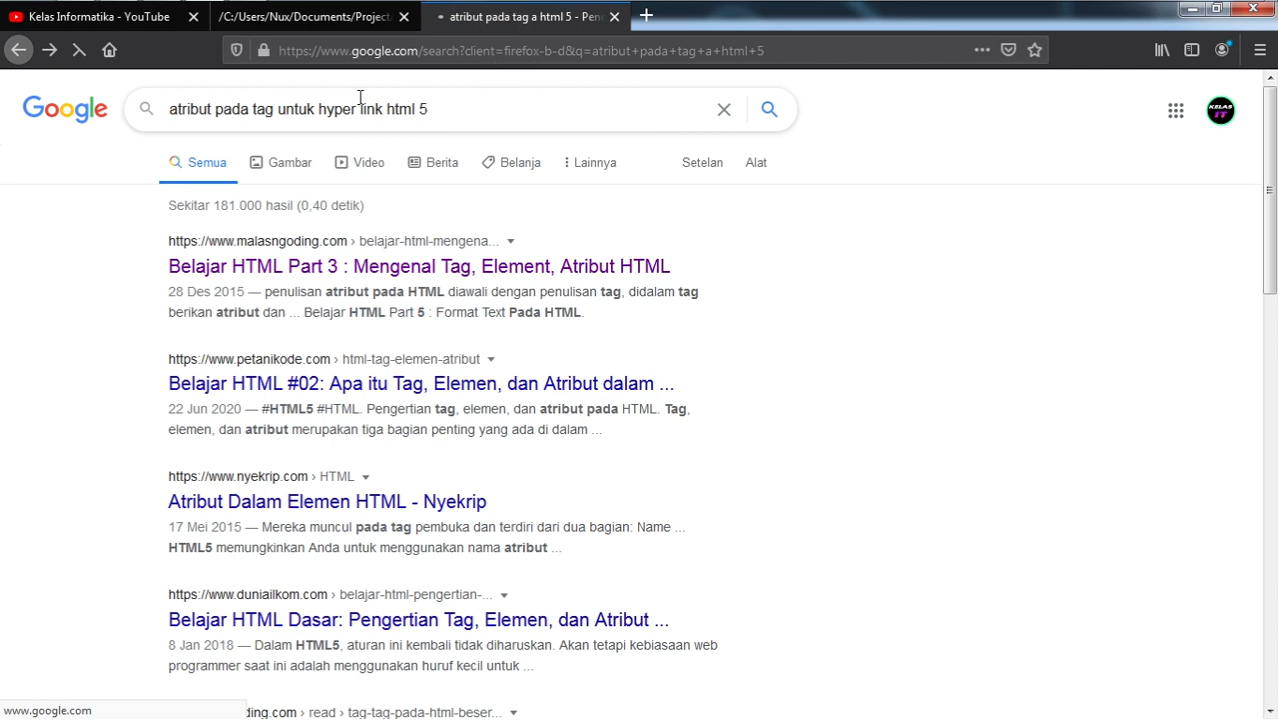 Kelas Informatika - YouTube
/C:/Users/Nux/Documents/Project
atribut pada tag a html 5 - Pen
https://www.google.com/search?client=firefox-b-d&q=atribut+pada+tag+a+html+5
Google
atribut pada tag untuk hyper link html 5
KELAS
IT
Semua
Gambar
Video
Berita
Belanja
Lainnya
Setelan
Alat
Sekitar 181.000 hasil (0,40 detik)
https://www.malasngoding.com › belajar-html-mengena...
Belajar HTML Part 3 : Mengenal Tag, Element, Atribut HTML
28 Des 2015 — penulisan atribut pada HTML diawali dengan penulisan tag, didalam tag
berikan atribut dan ... Belajar HTML Part 5 : Format Text Pada HTML.
https://www.petanikode.com › html-tag-elemen-atribut
Belajar HTML #02: Apa itu Tag, Elemen, dan Atribut dalam ...
22 Jun 2020 — #HTML5 #HTML. Pengertian tag, elemen, dan atribut pada HTML. Tag,
elemen, dan atribut merupakan tiga bagian penting yang ada di dalam ...
https://www.nyekrip.com › HTML
Atribut Dalam Elemen HTML - Nyekrip
17 Mei 2015 — Mereka muncul pada tag pembuka dan terdiri dari dua bagian: Name ...
HTML5 memungkinkan Anda untuk menggunakan nama atribut ...
https://www.duniailkom.com › belajar-html-pengertian-...
Belajar HTML Dasar: Pengertian Tag, Elemen, dan Atribut ...
8 Jan 2018 — Dalam HTML5, aturan ini kembali tidak diharuskan. Akan tetapi kebiasaan web
programmer saat ini adalah menggunakan huruf kecil untuk ...
ding.com › read › tag-tag-pada-html-beser...
www.google.com